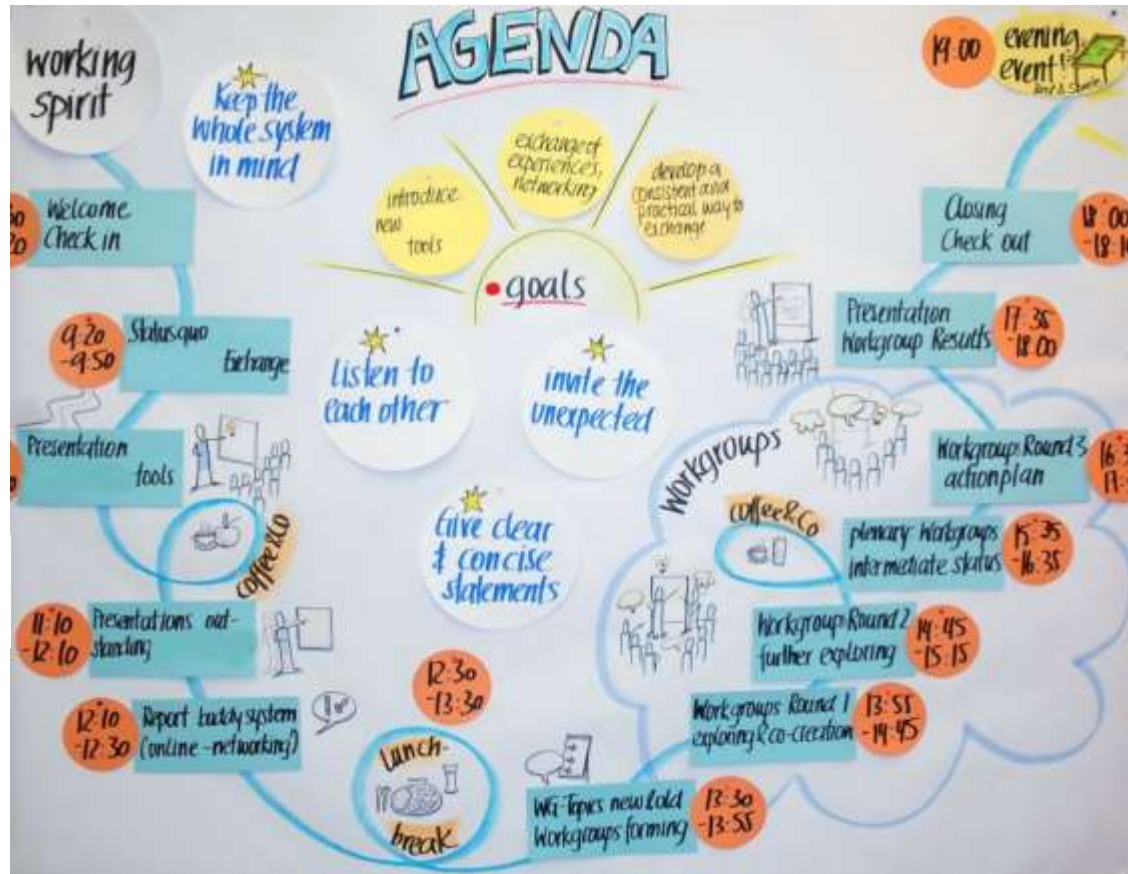 AGENDA
working
spirit
Keep the
whole system
in mind
introduce
new
tools
exchange of
experiences,
networking
develop a
consistent and
practical way to
exchange
goals
Listen to
each other
invite the
unexpected
Give clear
& concise
statements
Welcome
Check in
9:20
-9:50
Status quo
Exchange
Presentation
tools
coffee&Co
11:10
-12:10
Presentations out-
standing
12:10
-12:30
Report buddy system
(online-networking?)
12:30
-13:30
Lunch-
break
WG-Topics new & old
Workgroups forming
13:30
-13:55
Workgroups
Workgroups Round 1
exploring & co-creation
13:55
-14:45
Workgroups Round 2
further exploring
14:45
-15:15
coffee&Co
plenary Workgroups
intermediate status
15:35
-16:35
Workgroups Round 3
actionplan
Presentation
Workgroup Results
17:35
-18:00
Closing
Check out
18:00
19:00
evening
event!